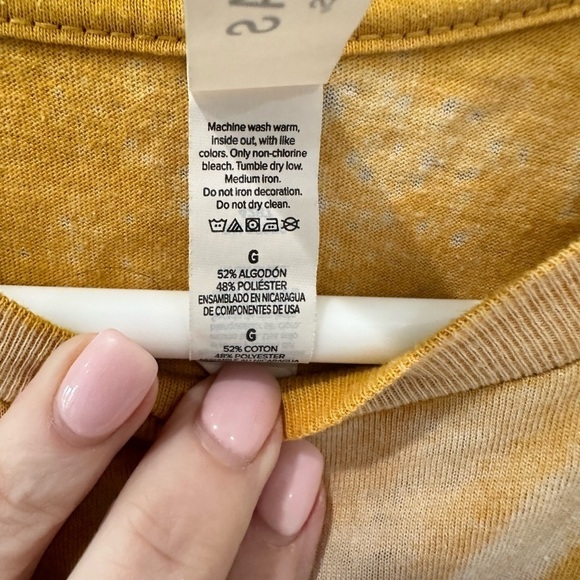 Machine wash warm,
inside out, with like
colors. Only non-chlorine
bleach. Tumble dry low.
Medium iron.
Do not iron decoration.
Do not dry clean.
G
52% ALGODÓN
48% POLIÉSTER
ENSAMBLADO EN NICARAGUA
DE COMPONENTES DE USA
G
52% COTON
48% POLYESTER